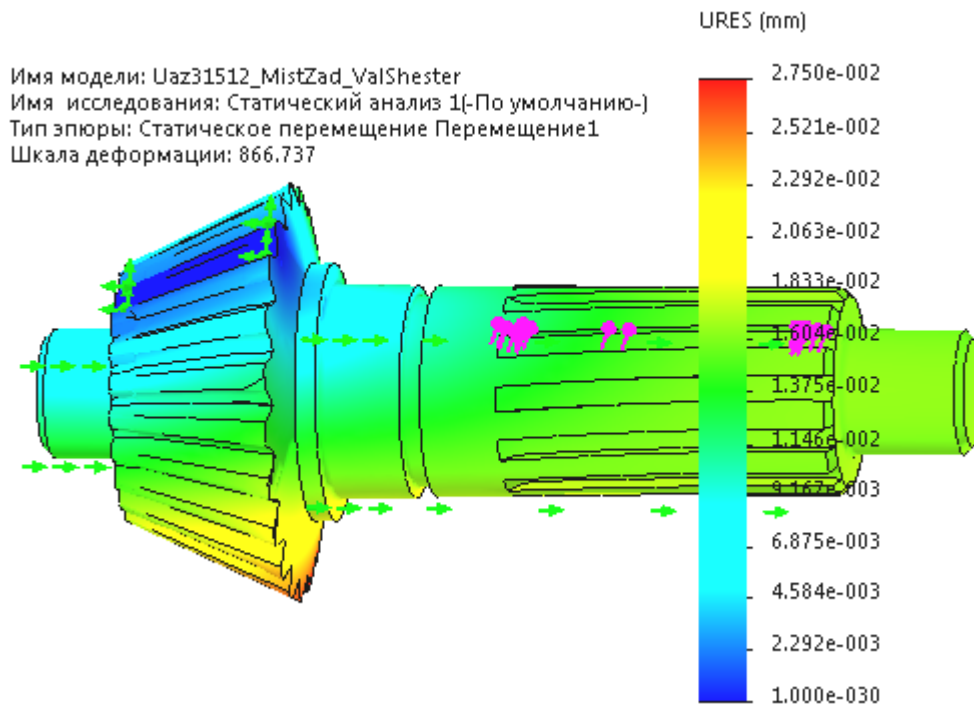 URES (mm)
Имя модели: Uaz31512_MistZad_ValShester
Имя исследования: Статический анализ 1(-По умолчанию-)
Тип эпюры: Статическое перемещение Перемещение1
Шкала деформации: 866.737
2.750e-002
2.521e-002
2.292e-002
2.063e-002
1.833e-002
1.604e-002
1.375e-002
1.146e-002
9.167e-003
6.875e-003
4.584e-003
2.292e-003
1.000e-030